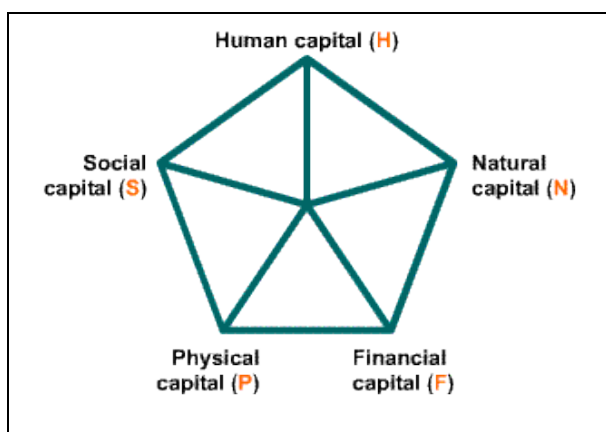 Human capital (H)
Social
capital (S)
Natural
capital (N)
Physical
capital (P)
Financial
capital (F)